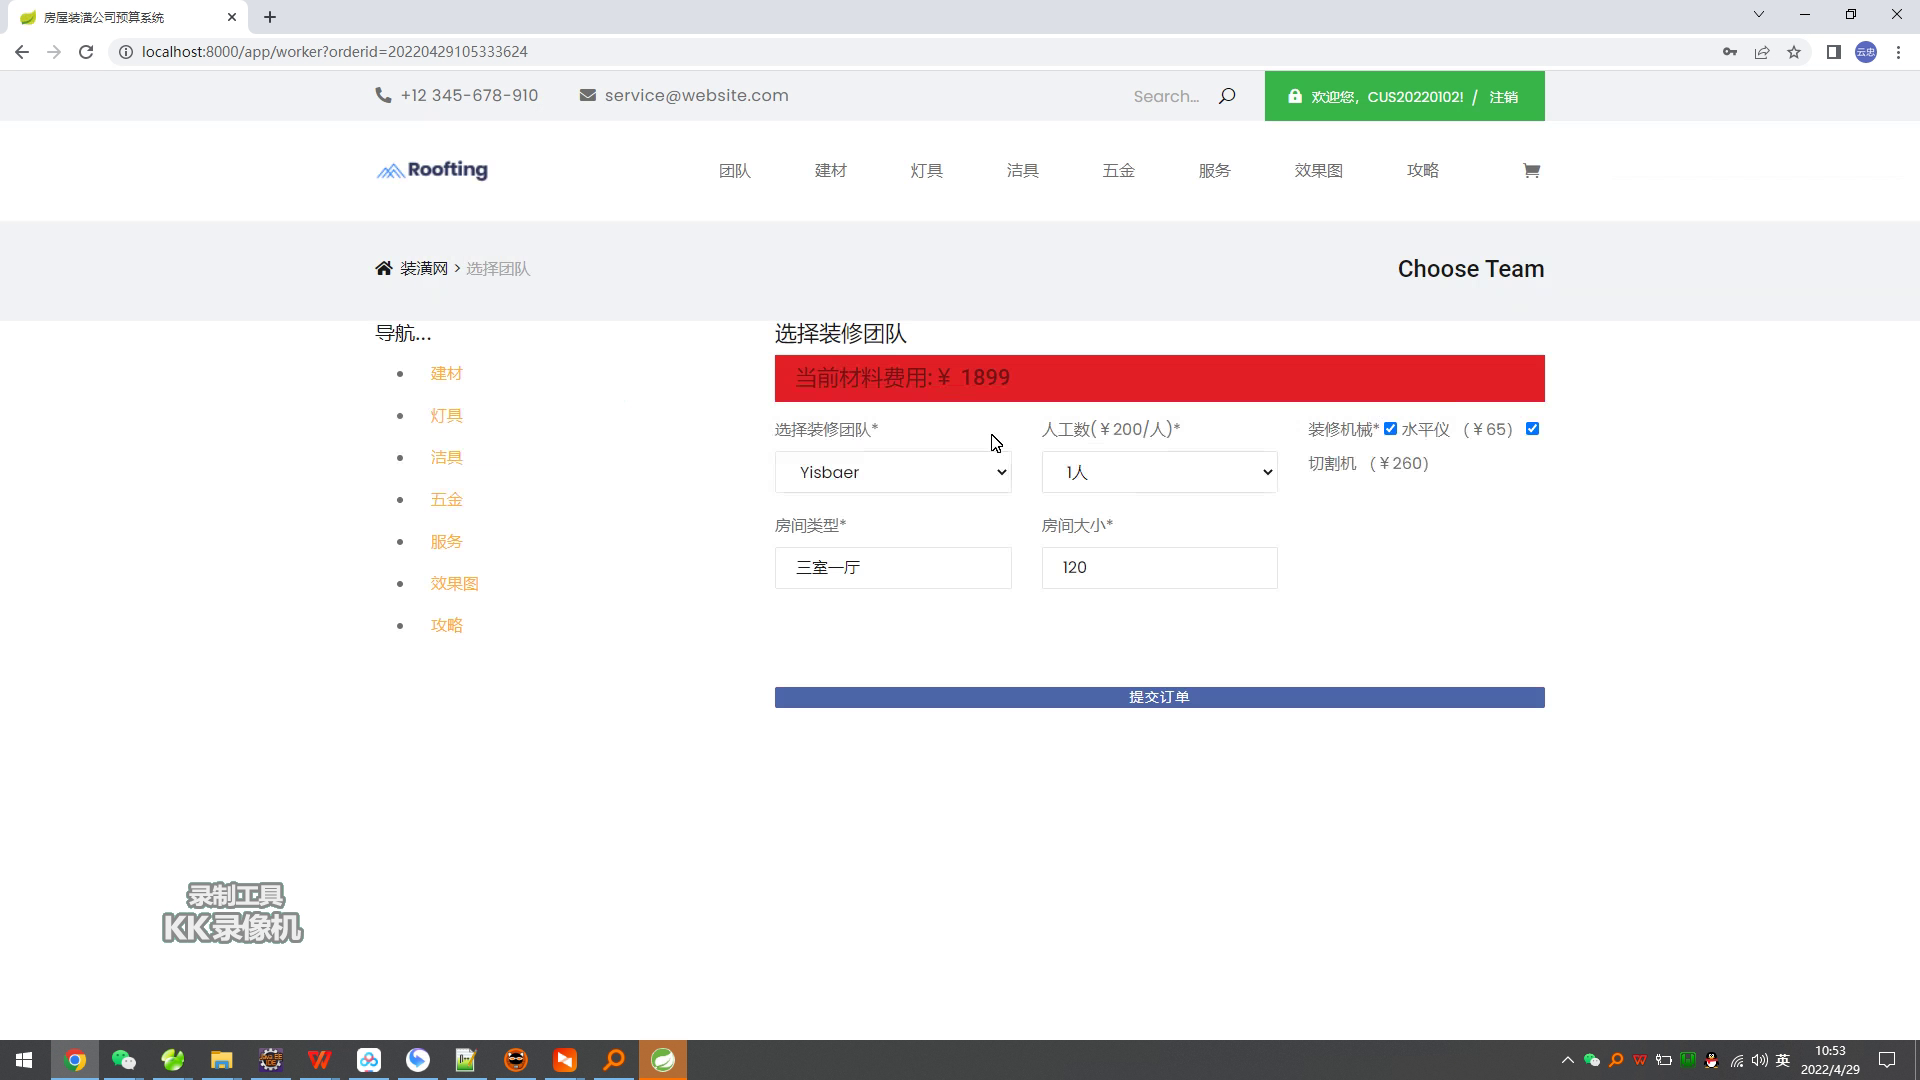 房屋装潢公司预算系统
localhost:8000/app/worker?orderid=20220429105333624
云忠
+12 345-678-910
service@website.com
Search...
欢迎您，CUS20220102! / 注销
Roofting
团队
建材
灯具
洁具
五金
服务
效果图
攻略
装潢网 > 选择团队
Choose Team
导航...
建材
灯具
洁具
五金
服务
效果图
攻略
选择装修团队
当前材料费用:￥ 1899
选择装修团队*
人工数(￥200/人)*
装修机械* 水平仪 (￥65)
切割机 (￥260)
Yisbaer
1人
房间类型*
房间大小*
三室一厅
120
提交订单
录制工具
KK录像机
英
10:53
2022/4/29